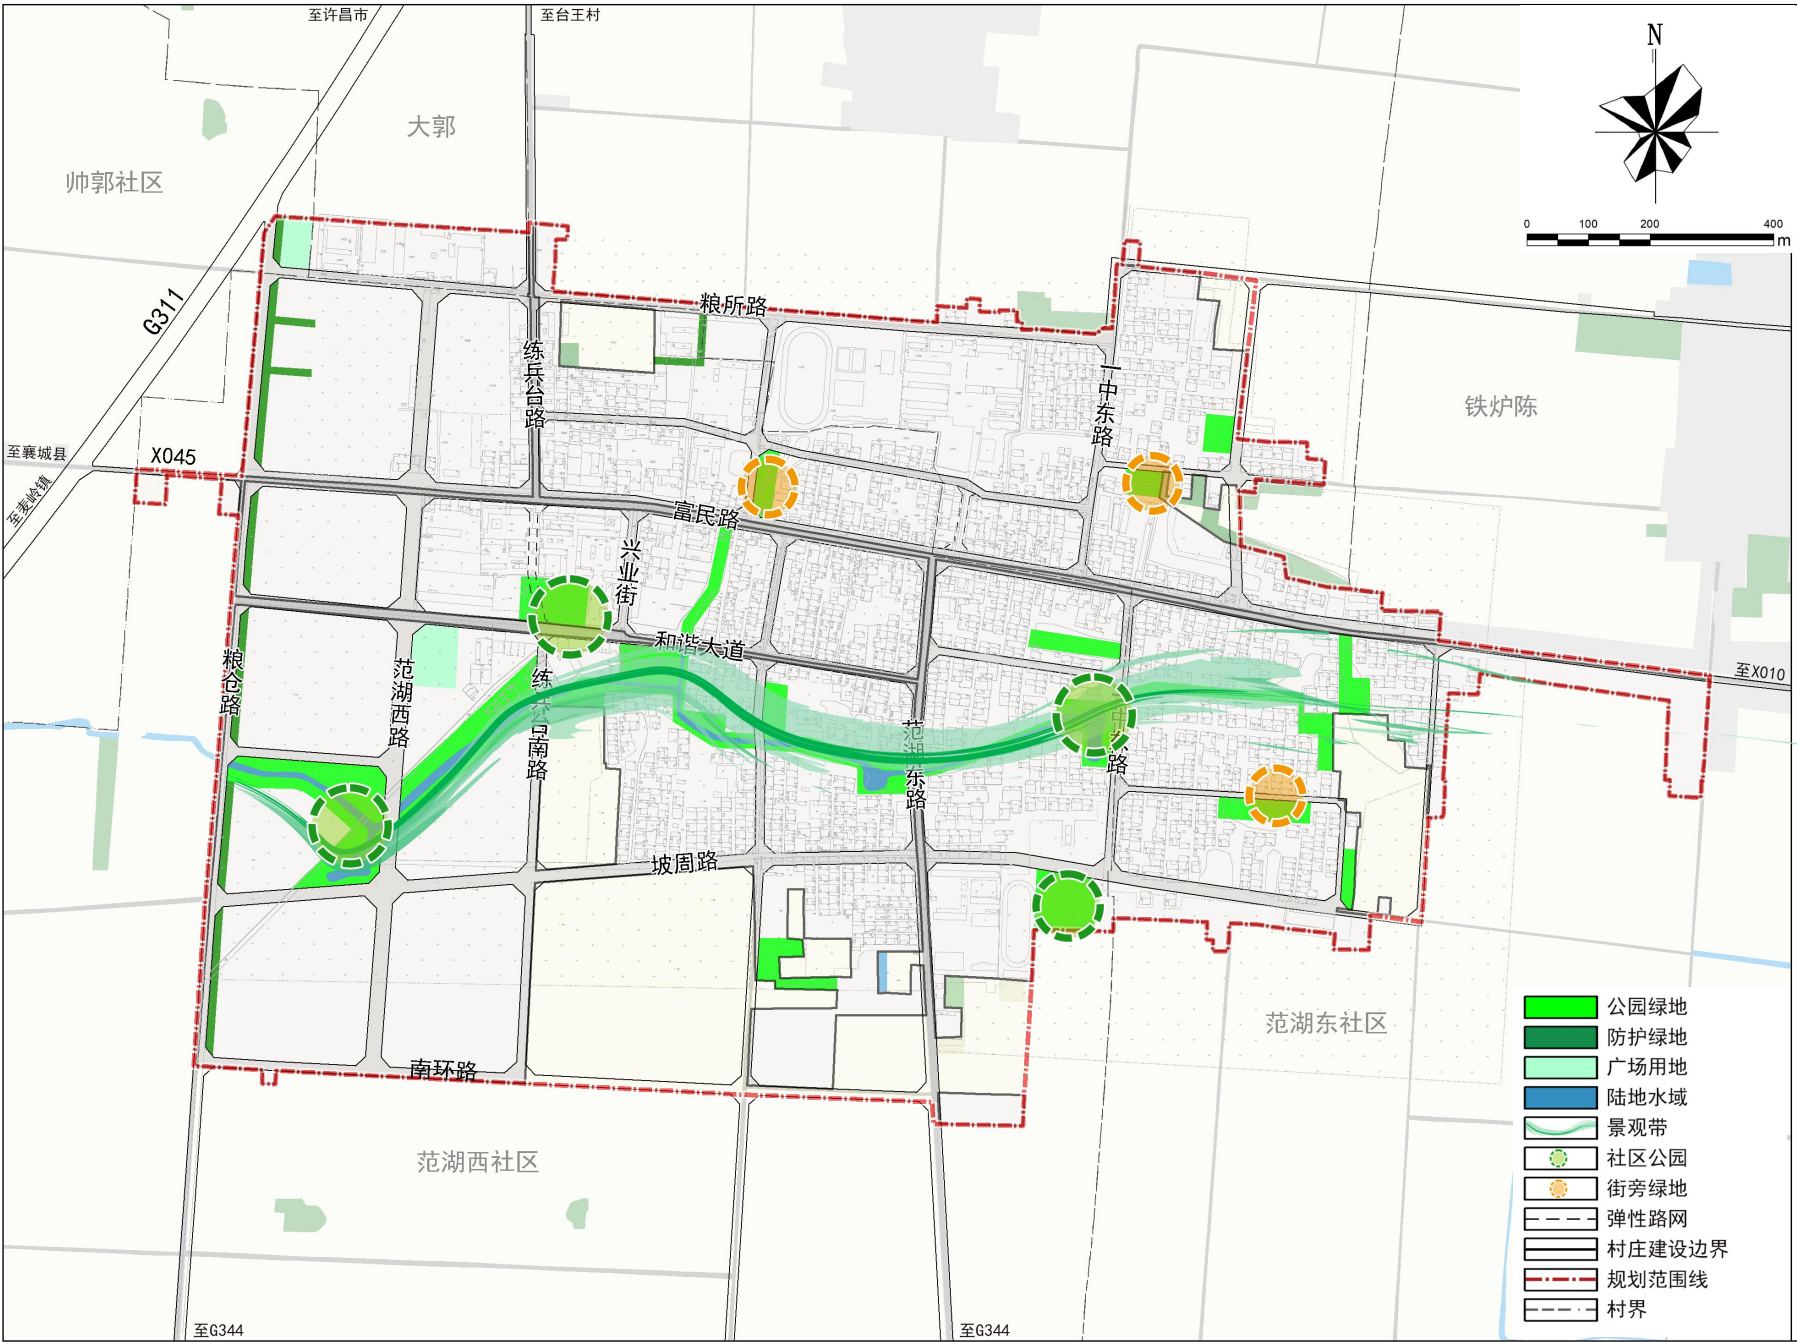 至许昌市
至台王村
N
大郭
帅郭社区
0 100 200 400
m
G311
粮所路
练兵台路
一中东路
铁炉陈
至襄城县
X045
至麦岭镇
富民路
兴业街
和谐大道
粮仓路
范湖西路
练兵台南路
范湖东路
路
至X010
坡周路
南环路
范湖东社区
范湖西社区
公园绿地
防护绿地
广场用地
陆地水域
景观带
社区公园
街旁绿地
弹性路网
村庄建设边界
规划范围线
村界
至G344
至G344